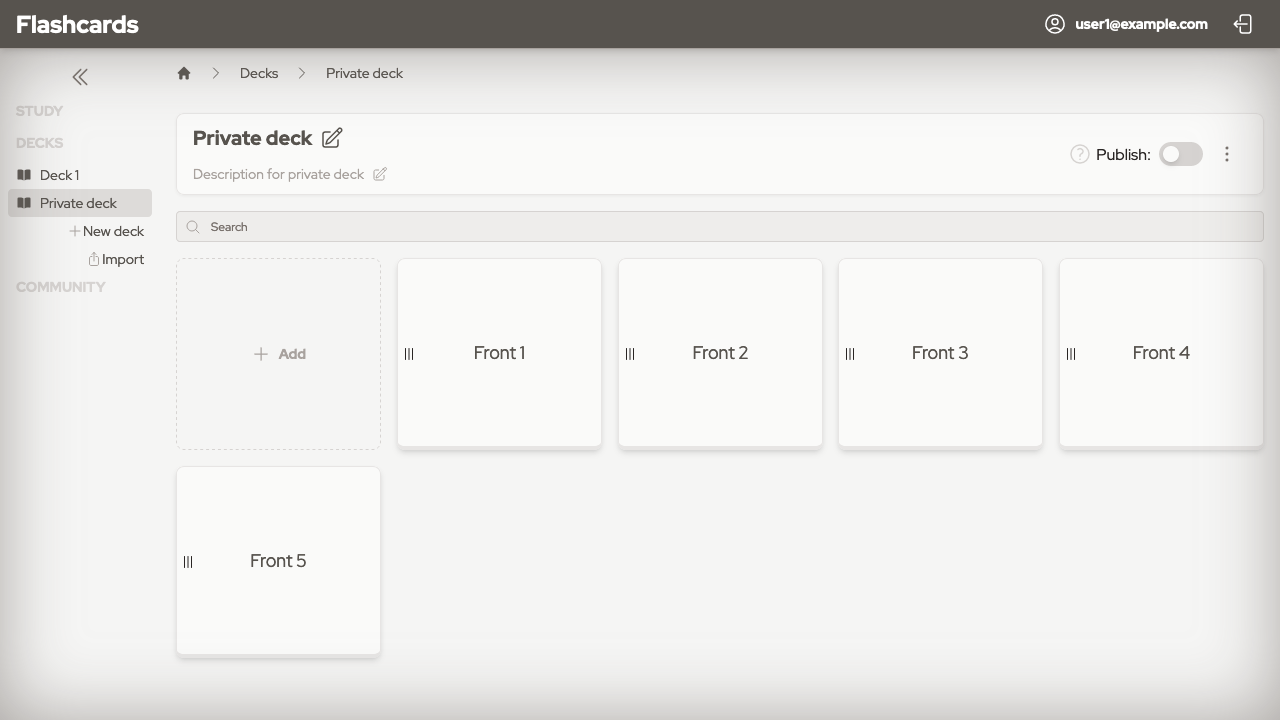 Flashcards
user1@example.com
Decks
Private deck
STUDY
DECKS
Deck 1
Private deck
New deck
Import
COMMUNITY
Private deck
Description for private deck
Publish:
Search
Add
Front 1
Front 2
Front 3
Front 4
Front 5